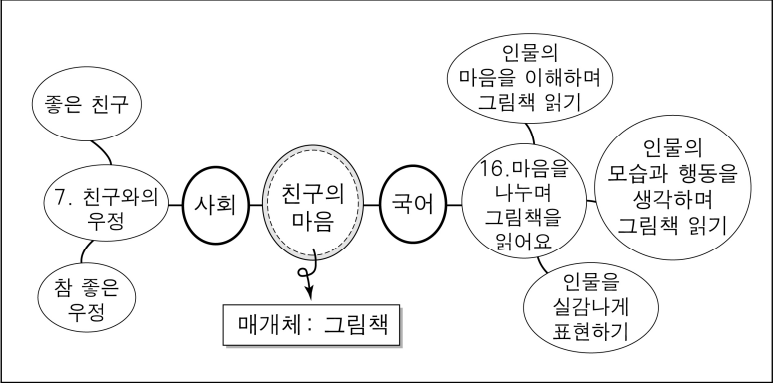 좋은 친구
7. 친구와의
우정
참 좋은
우정
사회
친구의
마음
매개체: 그림책
국어
16.마음을
나누며
그림책을
읽어요
인물의
마음을 이해하며
그림책 읽기
인물의
모습과 행동을
생각하며
그림책 읽기
인물을
실감나게
표현하기